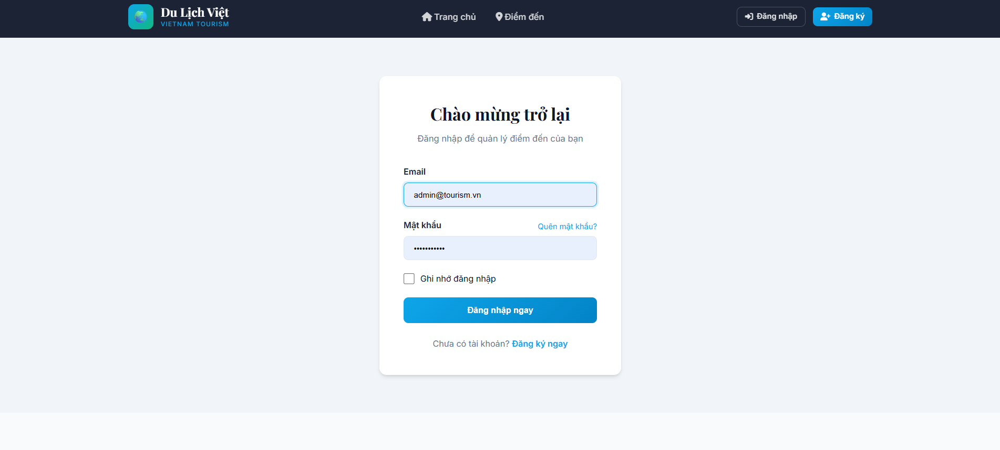 Du Lịch Việt
VIETNAM TOURISM
Trang chủ
Điểm đến
Đăng nhập
Đăng ký
Chào mừng trở lại
Đăng nhập để quản lý điểm đến của bạn
Email
admin@tourism.vn
Mật khẩu
Quên mật khẩu?
•••••••••••
Ghi nhớ đăng nhập
Đăng nhập ngay
Chưa có tài khoản? Đăng ký ngay